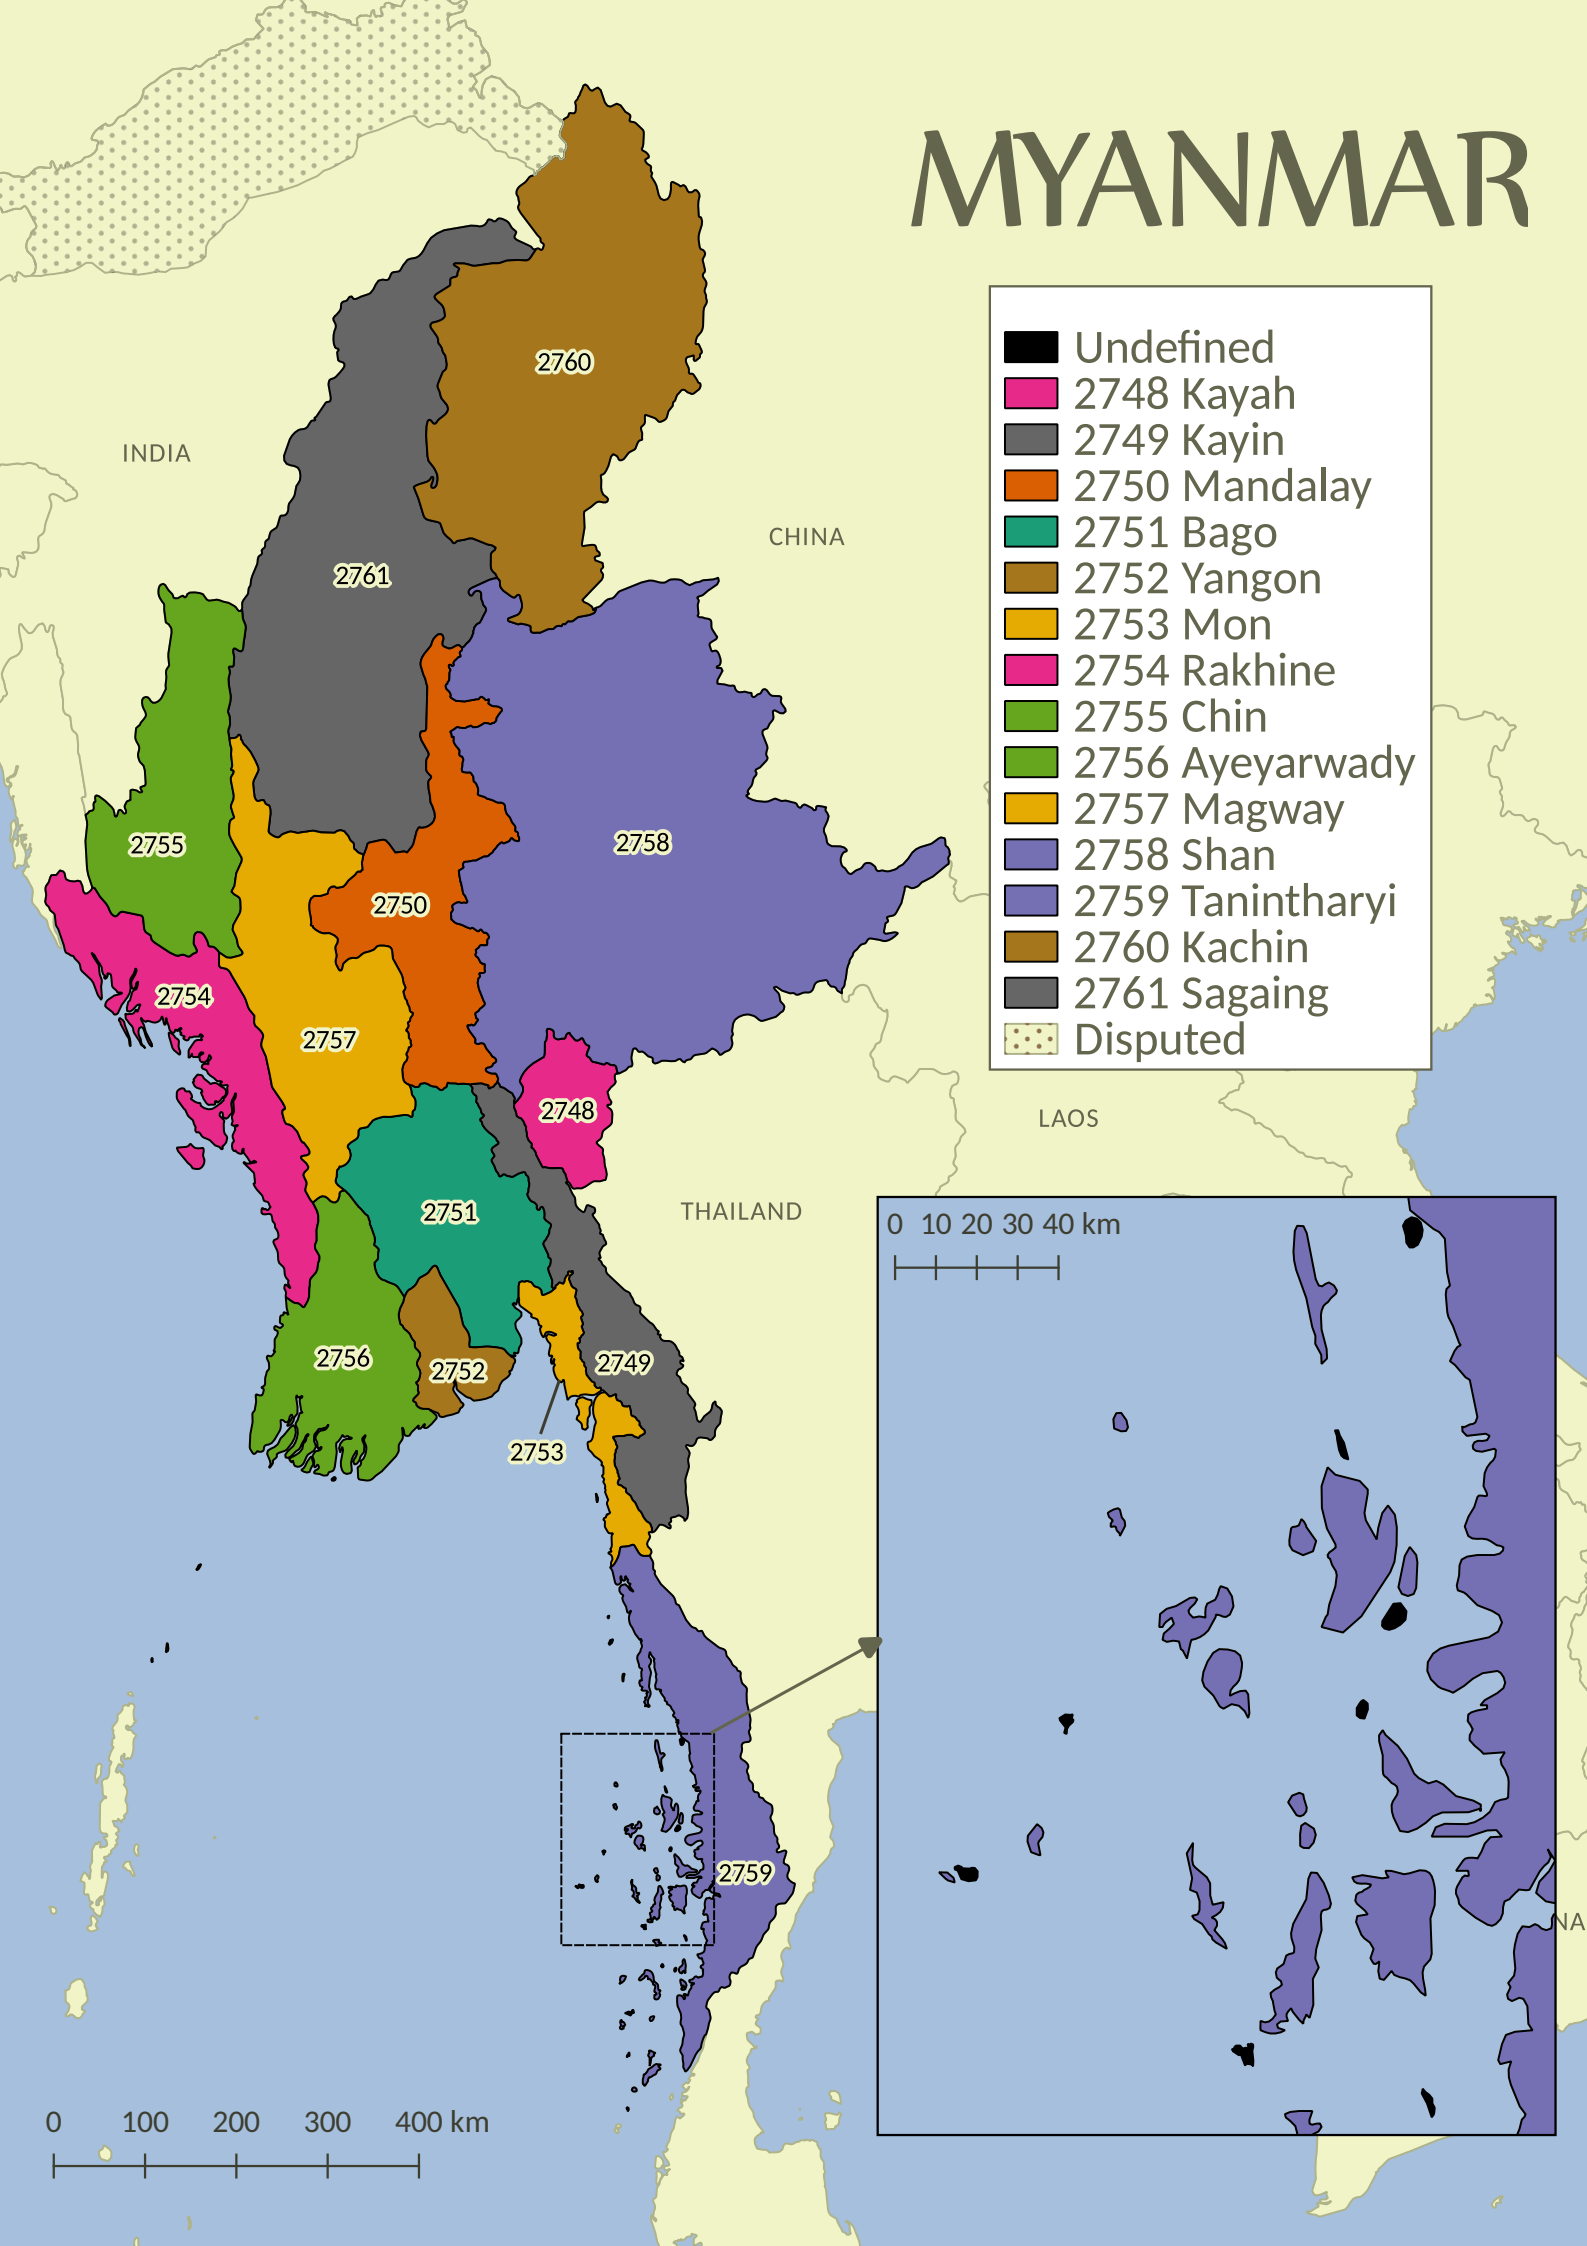 MYANMAR
Undefined
2748 Kayah
2749 Kayin
2750 Mandalay
2751 Bago
2752 Yangon
2753 Mon
2754 Rakhine
2755 Chin
2756 Ayeyarwady
2757 Magway
2758 Shan
2759 Tanintharyi
2760 Kachin
2761 Sagaing
Disputed
2760
INDIA
CHINA
2761
2758
2755
2750
2754
2757
2748
LAOS
2751
THAILAND
0 10 20 30 40 km
2756
2752
2749
2753
2759
NA
0 100 200 300 400 km